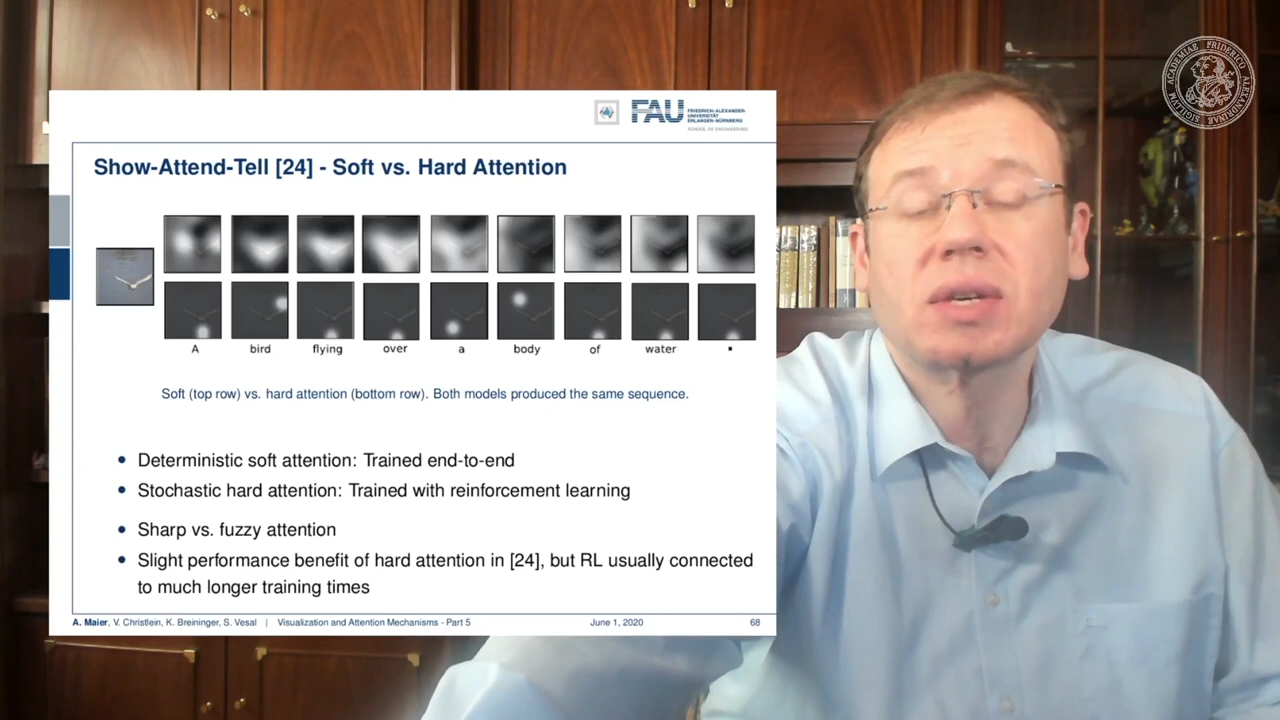 FAU FRIEDRICH-ALEXANDER-
UNIVERSITÄT
ERLANGEN-NÜRNBERG
SCHOOL OF ENGINEERING
Show-Attend-Tell [24] - Soft vs. Hard Attention
A bird flying over a body of water .
Soft (top row) vs. hard attention (bottom row). Both models produced the same sequence.
• Deterministic soft attention: Trained end-to-end
• Stochastic hard attention: Trained with reinforcement learning
• Sharp vs. fuzzy attention
• Slight performance benefit of hard attention in [24], but RL usually connected
to much longer training times
A. Maier, V. Christlein, K. Breininger, S. Vesal | Visualization and Attention Mechanisms - Part 5 June 1, 2020 68